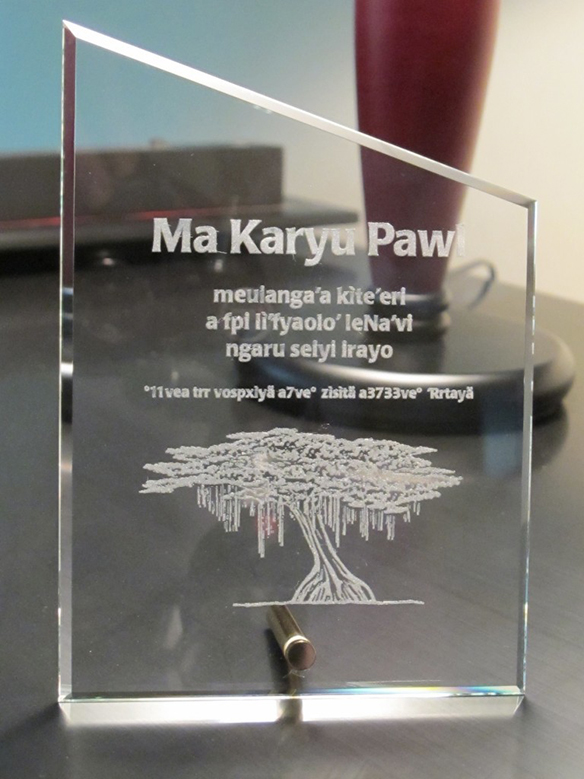 Ma Karyu Pawl
meulanga'a kìte'eri
a fpi lì'fyaolo' leNa'vi
ngaru seiyi irayo
°11vea trr vospxìyä a7ve° zìsìtä a3733ve° 'Rrtayä